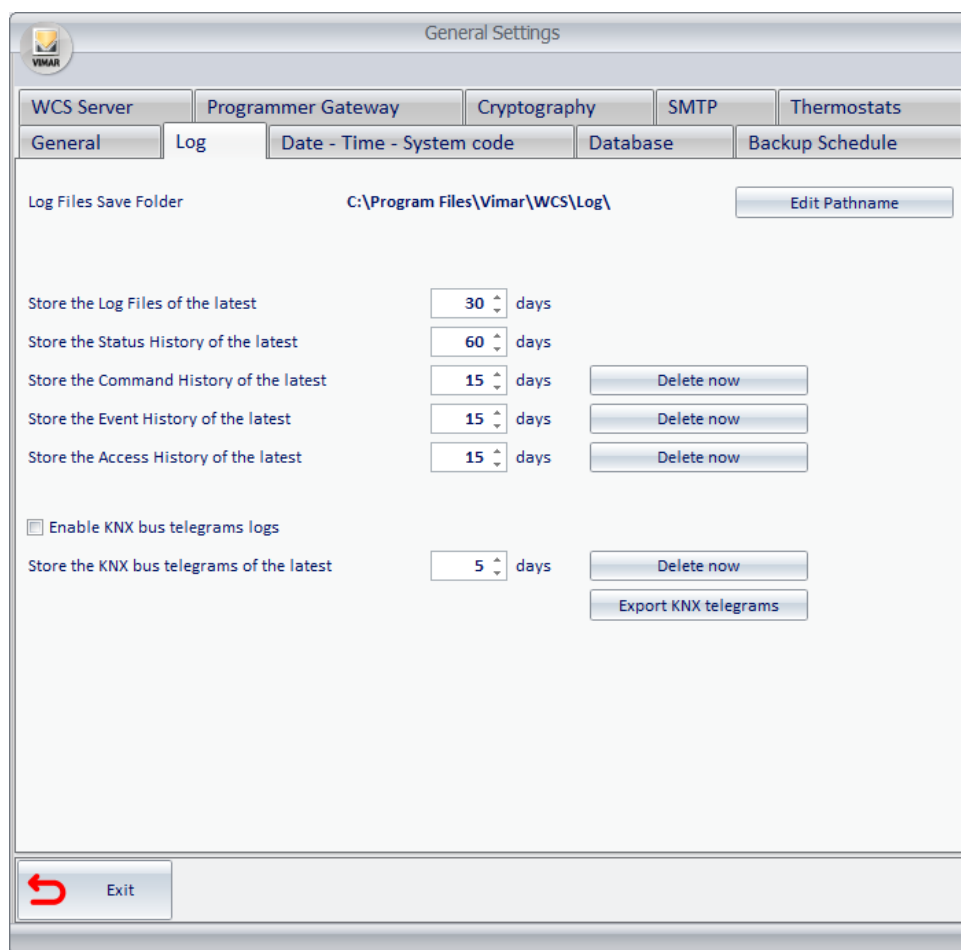 General Settings
VIMAR
WCS Server Programmer Gateway Cryptography SMTP Thermostats
General Log Date - Time - System code Database Backup Schedule
Log Files Save Folder C:\Program Files\Vimar\WCS\Log\ Edit Pathname
Store the Log Files of the latest 30 days
Store the Status History of the latest 60 days
Store the Command History of the latest 15 days Delete now
Store the Event History of the latest 15 days Delete now
Store the Access History of the latest 15 days Delete now
Enable KNX bus telegrams logs
Store the KNX bus telegrams of the latest 5 days Delete now
Export KNX telegrams
Exit